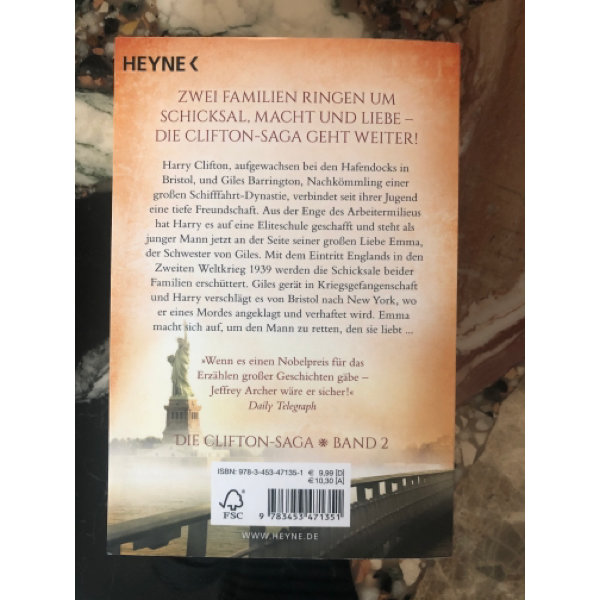 HEYNE
ZWEI FAMILIEN RINGEN UM
SCHICKSAL, MACHT UND LIEBE –
DIE CLIFTON-SAGA GEHT WEITER!
Harry Clifton, aufgewachsen bei den Hafendocks in
Bristol, und Giles Barrington, Nachkömmling einer
großen Schifffahrt-Dynastie, verbindet seit ihrer Jugend
eine tiefe Freundschaft. Aus der Enge des Arbeitermilieus
hat Harry es auf eine Eliteschule geschafft und steht als
junger Mann jetzt an der Seite seiner großen Liebe Emma,
der Schwester von Giles. Mit dem Eintritt Englands in den
Zweiten Weltkrieg 1939 werden die Schicksale beider
Familien erschüttert. Giles gerät in Kriegsgefangenschaft
und Harry verschlägt es von Bristol nach New York, wo
er eines Mordes angeklagt und verhaftet wird. Emma
macht sich auf, um den Mann zu retten, den sie liebt ...
»Wenn es einen Nobelpreis für das
Erzählen großer Geschichten gäbe –
Jeffrey Archer wäre er sicher!«
Daily Telegraph
DIE CLIFTON-SAGA ❋ BAND 2
ISBN: 978-3-453-47135-1 € 9,99 [D]
€ 10,30 [A]
FSC
9 783453 471351
WWW.HEYNE.DE